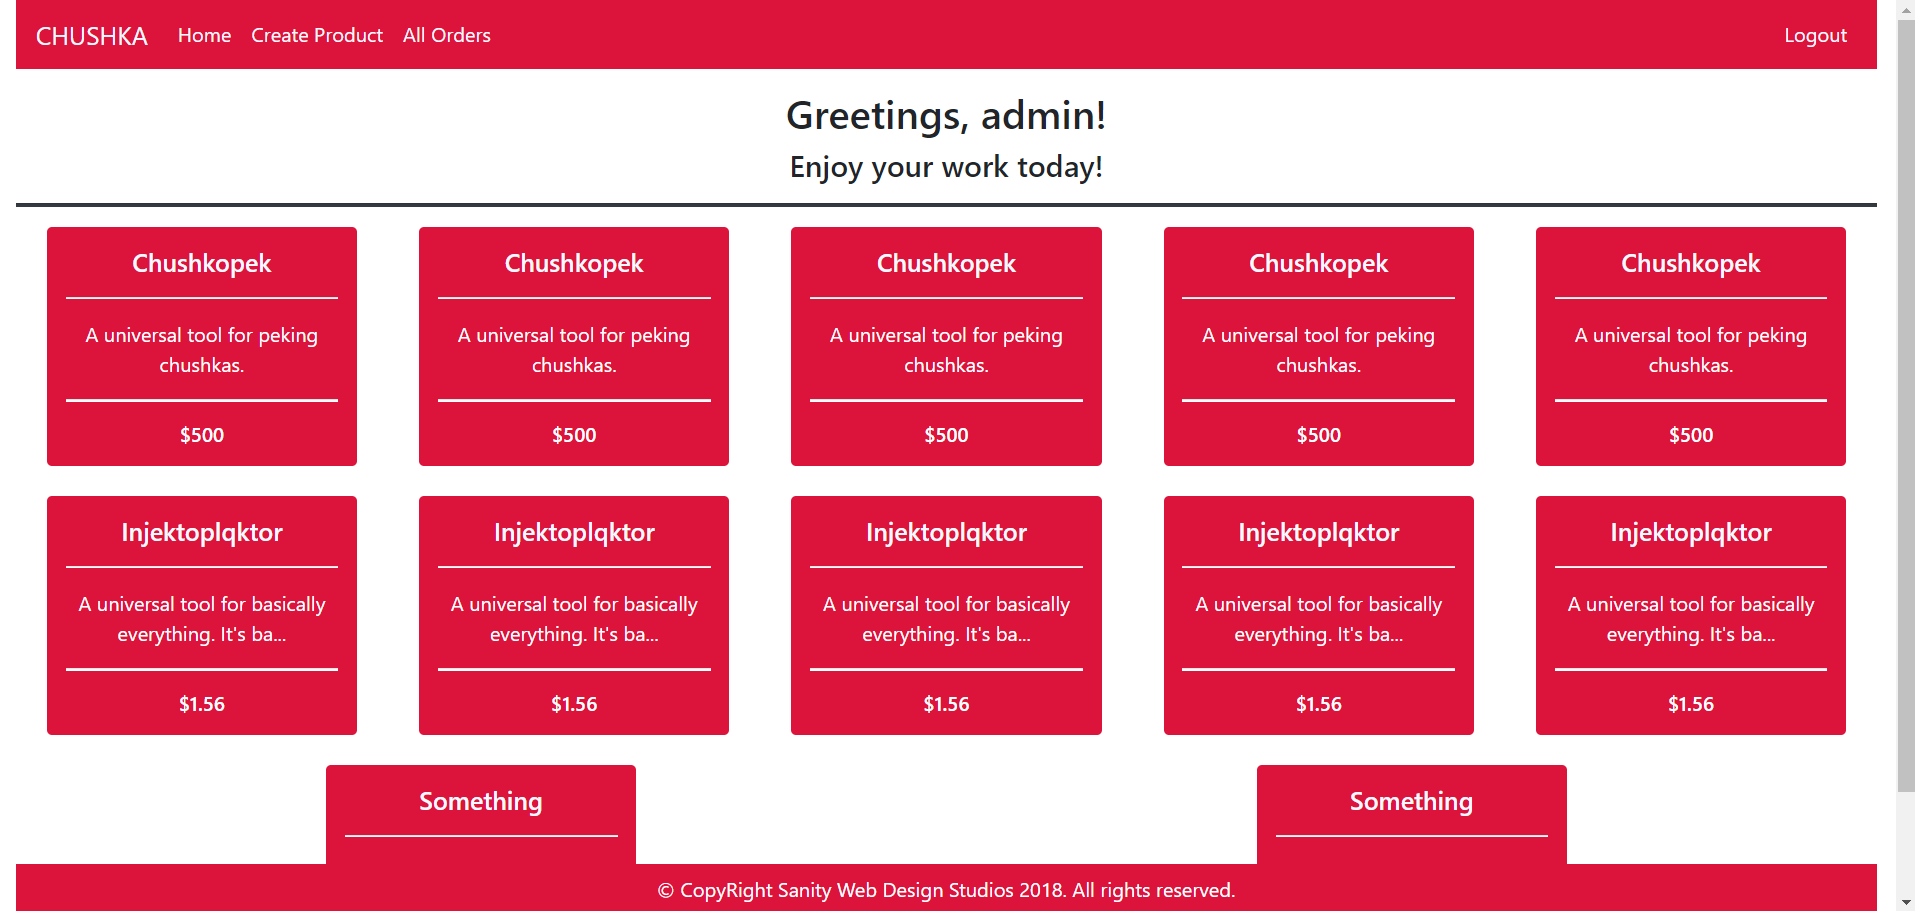 CHUSHKA Home Create Product All Orders Logout
Greetings, admin!
Enjoy your work today!
Chushkopek Chushkopek Chushkopek Chushkopek Chushkopek
A universal tool for peking A universal tool for peking A universal tool for peking A universal tool for peking A universal tool for peking
chushkas. chushkas. chushkas. chushkas. chushkas.
$500 $500 $500 $500 $500
Injektoplqktor Injektoplqktor Injektoplqktor Injektoplqktor Injektoplqktor
A universal tool for basically A universal tool for basically A universal tool for basically A universal tool for basically A universal tool for basically
everything. It's ba... everything. It's ba... everything. It's ba... everything. It's ba... everything. It's ba...
$1.56 $1.56 $1.56 $1.56 $1.56
Something Something
© CopyRight Sanity Web Design Studios 2018. All rights reserved.